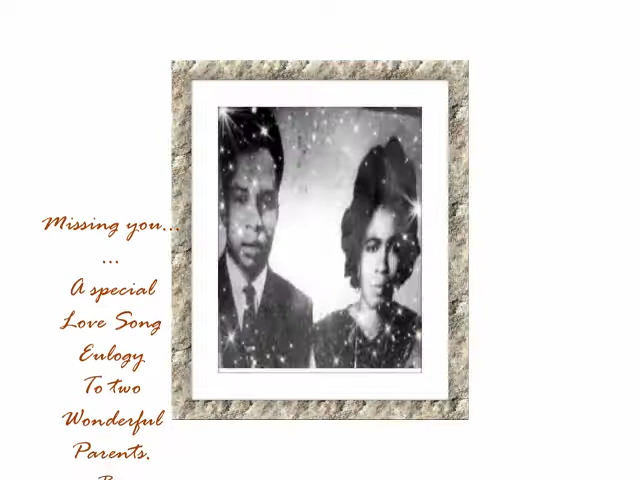 Missing you...
...
A special
Love Song
Eulogy
To two
Wonderful
Parents.